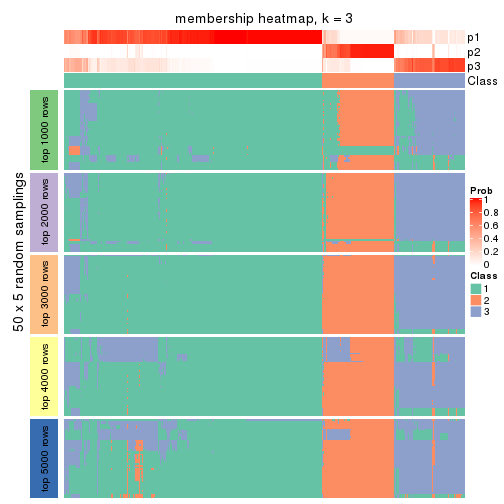 membership heatmap, k = 3
p1
p2
p3
Class
50 x 5 random samplings
top 1000 rows
top 2000 rows
top 3000 rows
top 4000 rows
top 5000 rows
Prob
1
0.8
0.6
0.4
0.2
0
Class
1
2
3